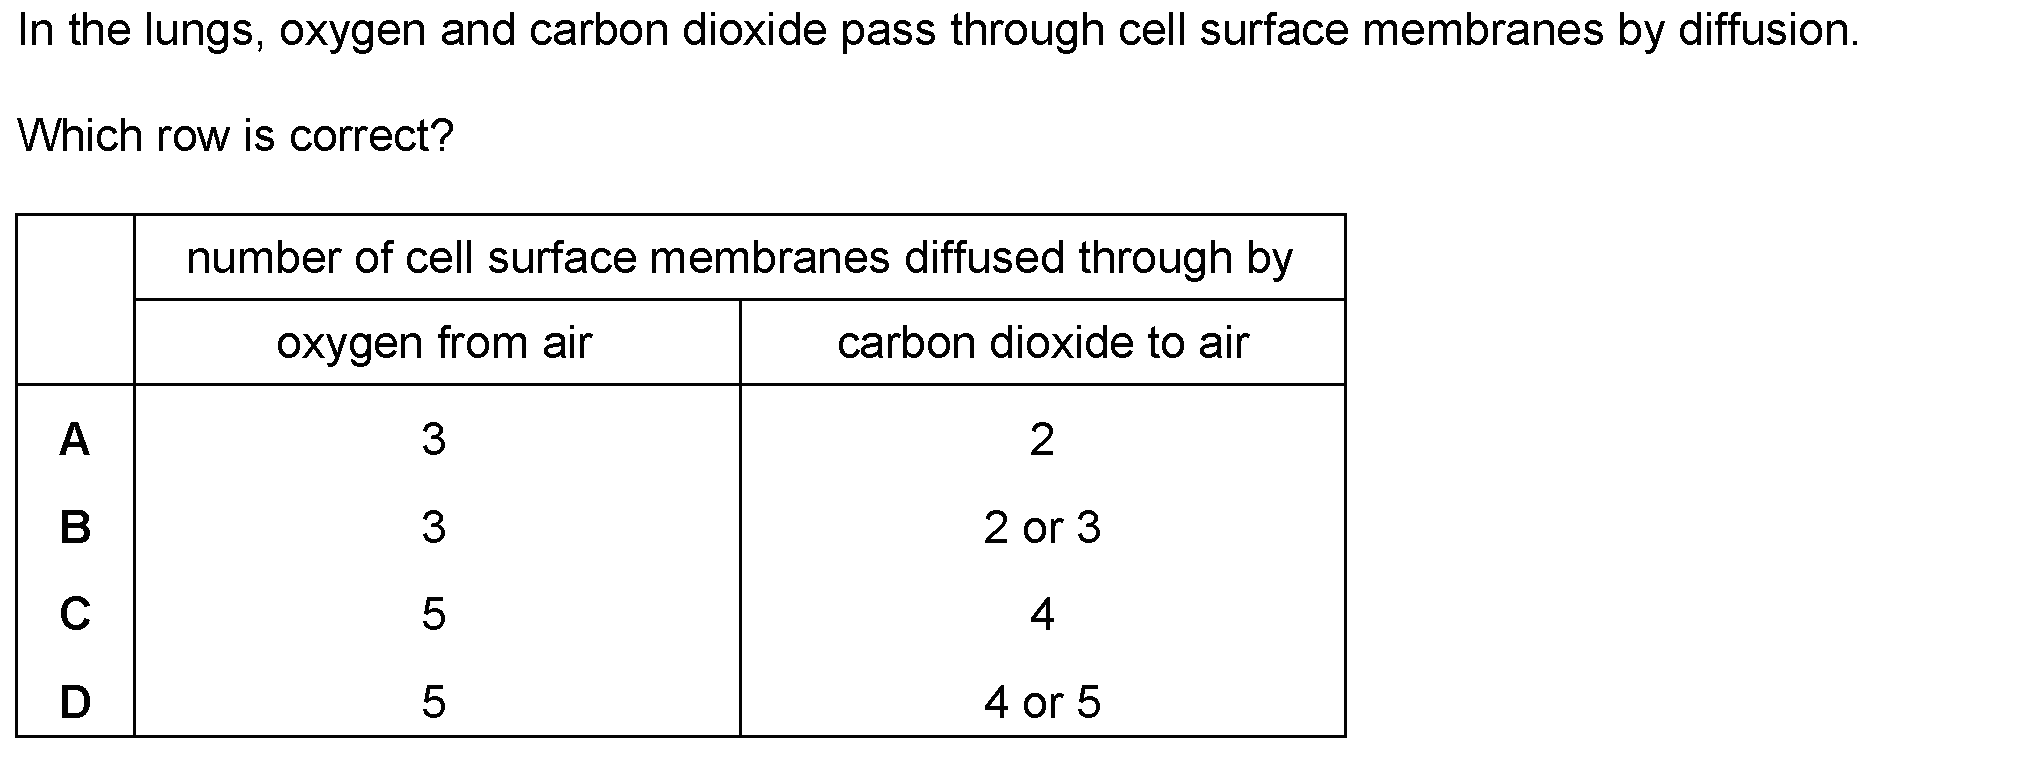 In the lungs, oxygen and carbon dioxide pass through cell surface membranes by diffusion.
Which row is correct?
number of cell surface membranes diffused through by
oxygen from air carbon dioxide to air
A 3 2
B 3 2 or 3
C 5 4
D 5 4 or 5